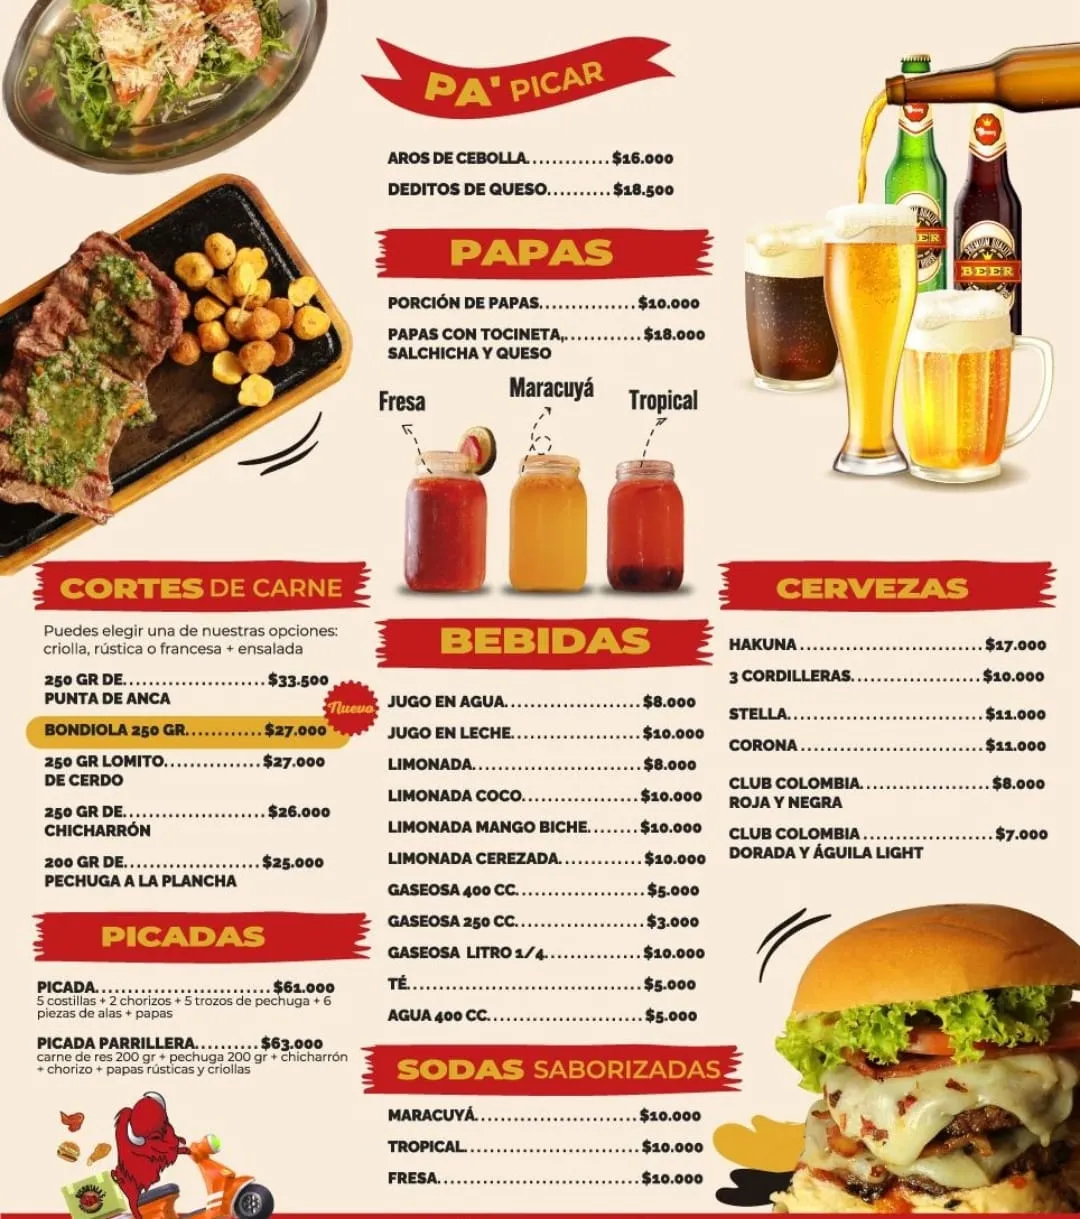 PA' PICAR
AROS DE CEBOLLA............$16.000
DEDITOS DE QUESO..........$18.500
PAPAS
PORCIÓN DE PAPAS..............$10.000
PAPAS CON TOCINETA,...........$18.000
SALCHICHA Y QUESO
Fresa
Maracuyá
Tropical
BEER
BEER
CORTES DE CARNE
Puedes elegir una de nuestras opciones:
criolla, rústica o francesa + ensalada
250 GR DE.....................$33.500
PUNTA DE ANCA
Nuevo
BONDIOLA 250 GR...........$27.000
250 GR LOMITO..............$27.000
DE CERDO
250 GR DE.....................$26.000
CHICHARRÓN
200 GR DE....................$25.000
PECHUGA A LA PLANCHA
PICADAS
PICADA..........................$61.000
5 costillas + 2 chorizos + 5 trozos de pechuga + 6
piezas de alas + papas
PICADA PARRILLERA.........$63.000
carne de res 200 gr + pechuga 200 gr + chicharrón
+ chorizo + papas rústicas y criollas
BEBIDAS
JUGO EN AGUA....................$8.000
JUGO EN LECHE...................$10.000
LIMONADA.........................$8.000
LIMONADA COCO.................$10.000
LIMONADA MANGO BICHE.......$10.000
LIMONADA CEREZADA............$10.000
GASEOSA 400 CC..................$5.000
GASEOSA 250 CC..................$3.000
GASEOSA LITRO 1/4..............$10.000
TÉ..................................$5.000
AGUA 400 CC.......................$5.000
SODAS SABORIZADAS
MARACUYÁ.......................$10.000
TROPICAL.........................$10.000
FRESA.............................$10.000
CERVEZAS
HAKUNA...........................$17.000
3 CORDILLERAS...................$10.000
STELLA............................$11.000
CORONA...........................$11.000
CLUB COLOMBIA...................$8.000
ROJA Y NEGRA
CLUB COLOMBIA...................$7.000
DORADA Y ÁGUILA LIGHT